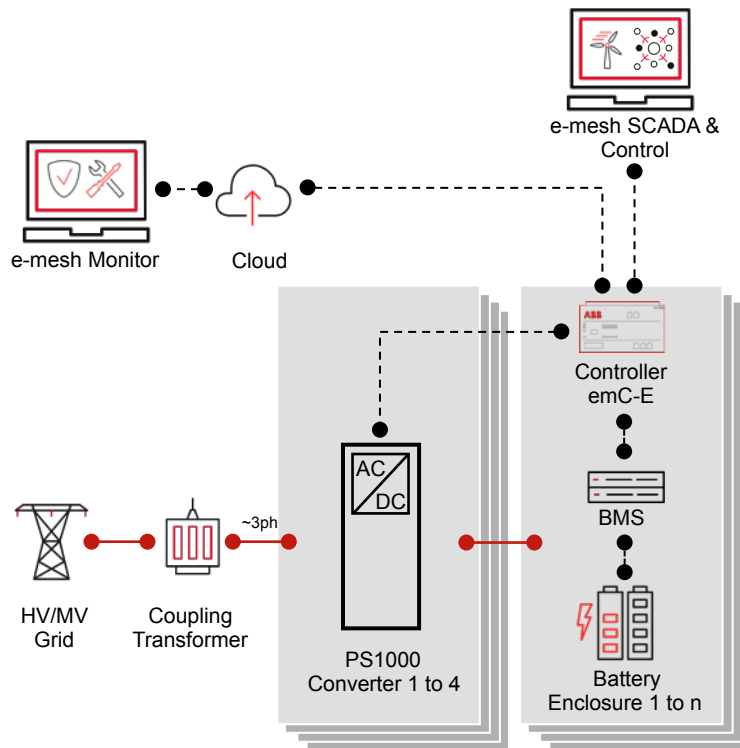 e-mesh SCADA &
Control
e-mesh Monitor
Cloud
ABB
Controller
emC-E
AC
DC
~3ph
BMS
HV/MV
Grid
Coupling
Transformer
PS1000
Converter 1 to 4
Battery
Enclosure 1 to n